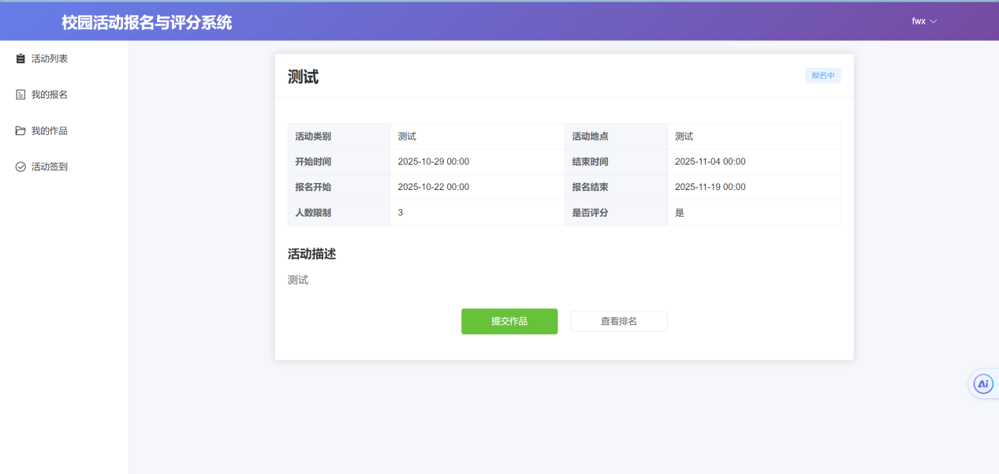 校园活动报名与评分系统
fwx
活动列表
我的报名
我的作品
活动签到
测试
报名中
活动类别 测试 活动地点 测试
开始时间 2025-10-29 00:00 结束时间 2025-11-04 00:00
报名开始 2025-10-22 00:00 报名结束 2025-11-19 00:00
人数限制 3 是否评分 是
活动描述
测试
提交作品 查看排名
Ai